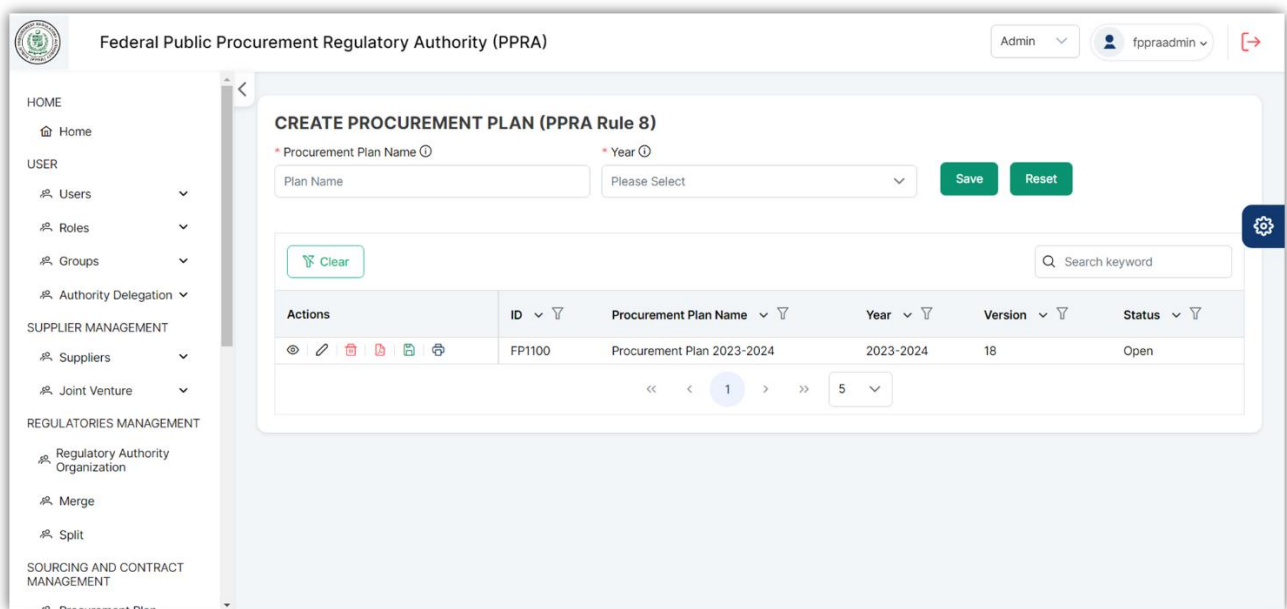 Federal Public Procurement Regulatory Authority (PPRA)
Admin
fppraadmin
HOME
Home
USER
Users
Roles
Groups
Authority Delegation
SUPPLIER MANAGEMENT
Suppliers
Joint Venture
REGULATORIES MANAGEMENT
Regulatory Authority
Organization
Merge
Split
SOURCING AND CONTRACT
MANAGEMENT
Procurement Plan
CREATE PROCUREMENT PLAN (PPRA Rule 8)
* Procurement Plan Name * Year
Plan Name Please Select Save Reset
Clear Search keyword
Actions ID Procurement Plan Name Year Version Status
FP1100 Procurement Plan 2023-2024 2023-2024 18 Open
<< < 1 > >> 5